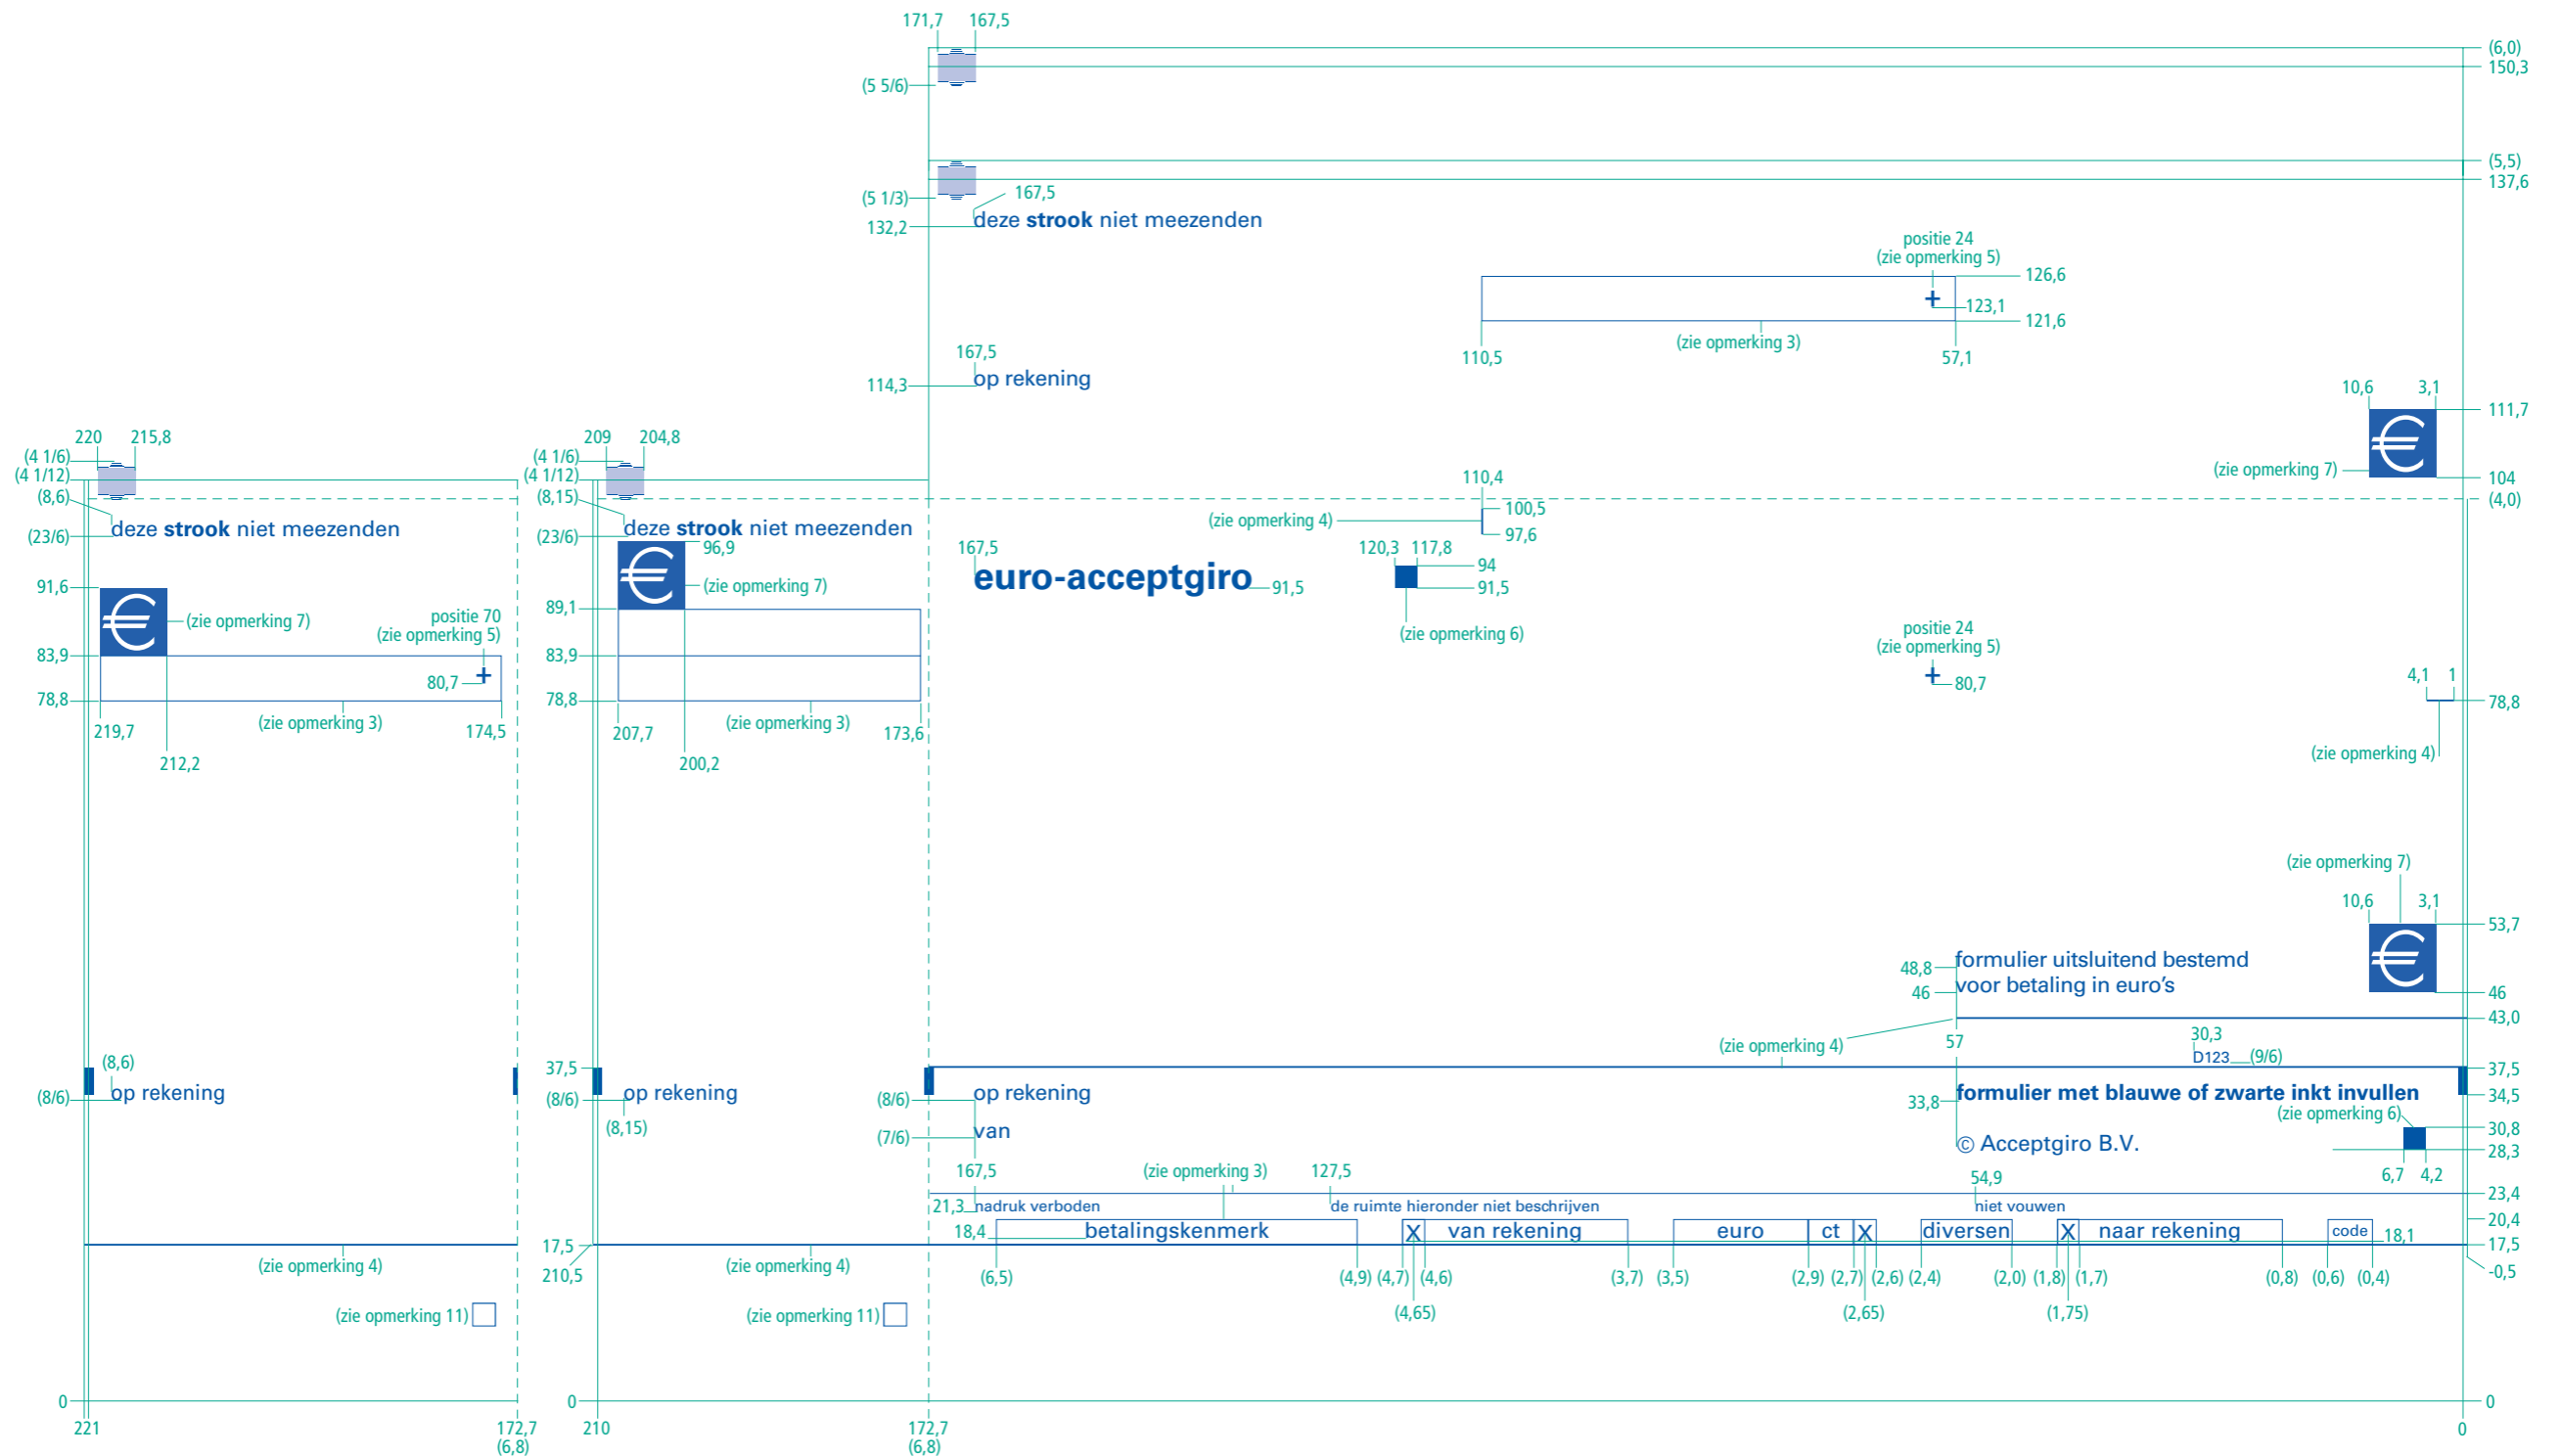 171,7 167,5
(6,0)
150,3
(5 5/6)
(5,5)
137,6
(5 1/3)
167,5
deze strook niet meezenden
132,2
positie 24
(zie opmerking 5)
126,6
+
123,1
121,6
(zie opmerking 3)
110,5 57,1
167,5
114,3
op rekening
10,6 3,1
111,7
€
(zie opmerking 7)
104
(4,0)
220 215,8
(4 1/6)
(4 1/12)
(8,6)
deze strook niet meezenden
(23/6)
91,6
€
(zie opmerking 7)
positie 70
(zie opmerking 5)
83,9
80,7 +
78,8
(zie opmerking 3)
219,7 174,5
212,2
209 204,8
(4 1/6)
(4 1/12)
(8,15)
deze strook niet meezenden
(23/6)
96,9
€
(zie opmerking 7)
89,1
83,9
78,8
(zie opmerking 3)
207,7 173,6
200,2
110,4
(zie opmerking 4)
100,5
97,6
167,5
euro-acceptgiro
91,5
120,3 117,8
94
91,5
(zie opmerking 6)
positie 24
(zie opmerking 5)
+
80,7
4,1 1
78,8
(zie opmerking 4)
(zie opmerking 7)
10,6 3,1
53,7
€
48,8
formulier uitsluitend bestemd
46
voor betaling in euro's
46
43,0
57
(zie opmerking 4)
30,3
D123
(9/6)
(8,6)
(8/6)
op rekening
37,5
(8/6)
op rekening
(8,15)
(8/6)
op rekening
37,5
33,8
formulier met blauwe of zwarte inkt invullen
34,5
(zie opmerking 6)
(7/6)
van
30,8
© Acceptgiro B.V.
28,3
167,5
(zie opmerking 3)
127,5
54,9
6,7 4,2
23,4
21,3
nadruk verboden
de ruimte hieronder niet beschrijven
niet vouwen
20,4
18,4
betalingskenmerk X van rekening euro ct X diversen X naar rekening code
18,1
17,5
17,5
210,5
-0,5
(zie opmerking 4)
(zie opmerking 4)
(6,5) (4,9) (4,7) (4,6) (3,7) (3,5) (2,9) (2,7) (2,6) (2,4) (2,0) (1,8) (1,7) (0,8) (0,6) (0,4)
(4,65) (2,65) (1,75)
(zie opmerking 11)
(zie opmerking 11)
0 0 0
221 172,7 210 172,7 0
(6,8) (6,8)